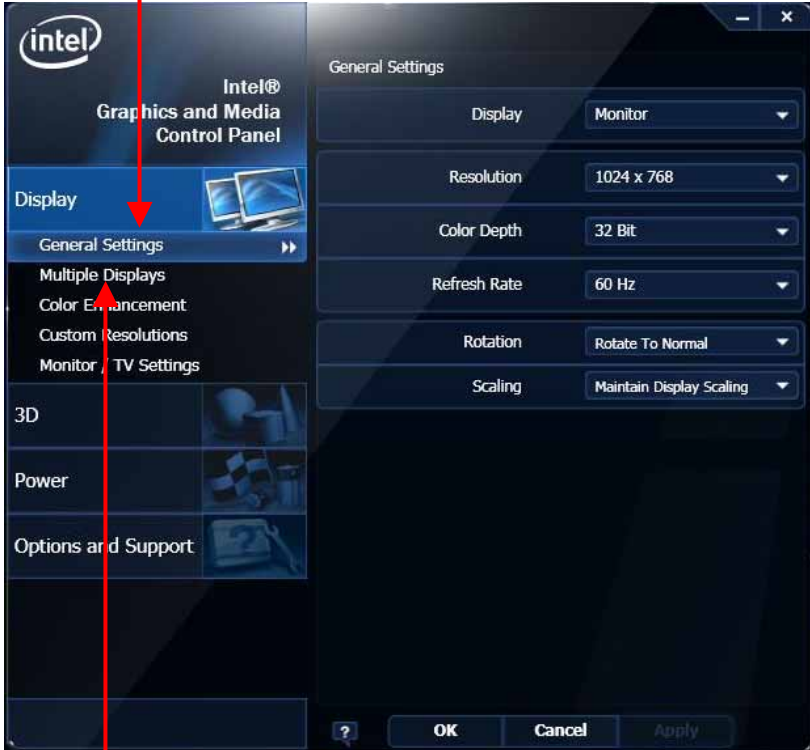 intel
Intel®
Graphics and Media
Control Panel
Display
General Settings
Multiple Displays
Color Enhancement
Custom Resolutions
Monitor / TV Settings
3D
Power
Options and Support
?
General Settings
Display Monitor
Resolution 1024 x 768
Color Depth 32 Bit
Refresh Rate 60 Hz
Rotation Rotate To Normal
Scaling Maintain Display Scaling
? OK Cancel Apply